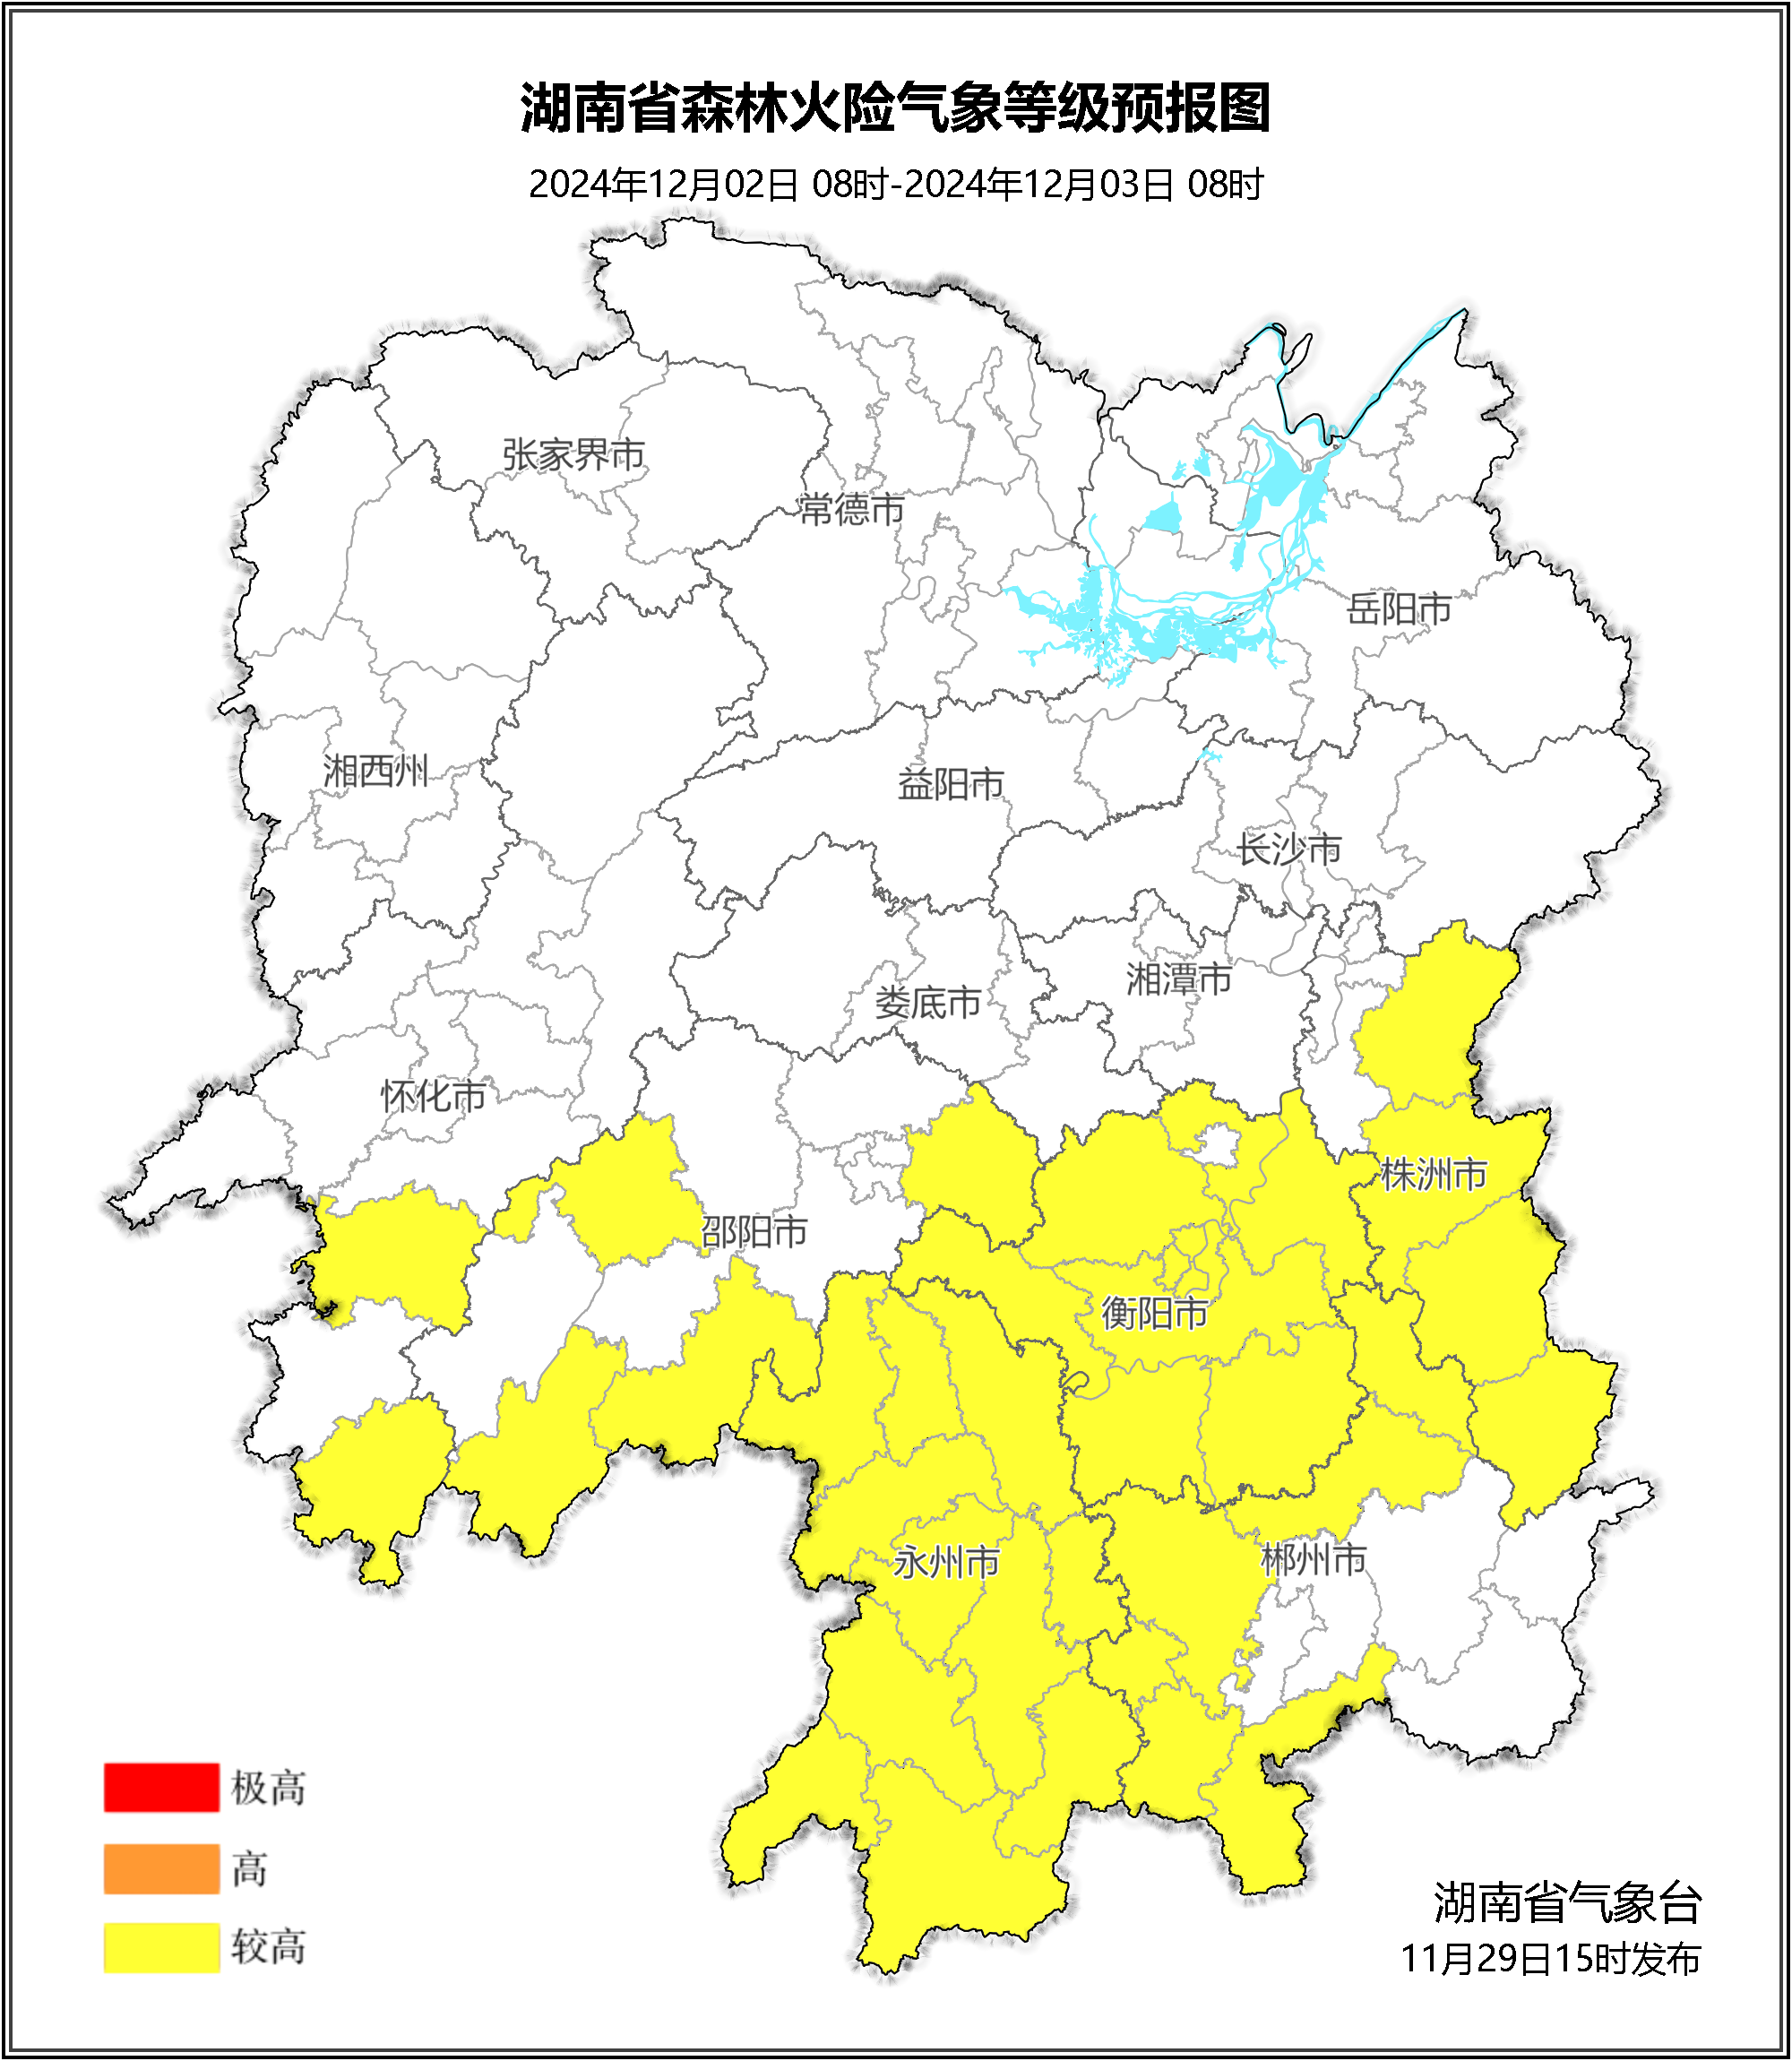 湖南省森林火险气象等级预报图
2024年12月02日 08时-2024年12月03日 08时
张家界市
常德市
岳阳市
湘西州
益阳市
长沙市
湘潭市
娄底市
怀化市
株洲市
邵阳市
衡阳市
永州市
郴州市
极高
高
较高
湖南省气象台
11月29日15时发布